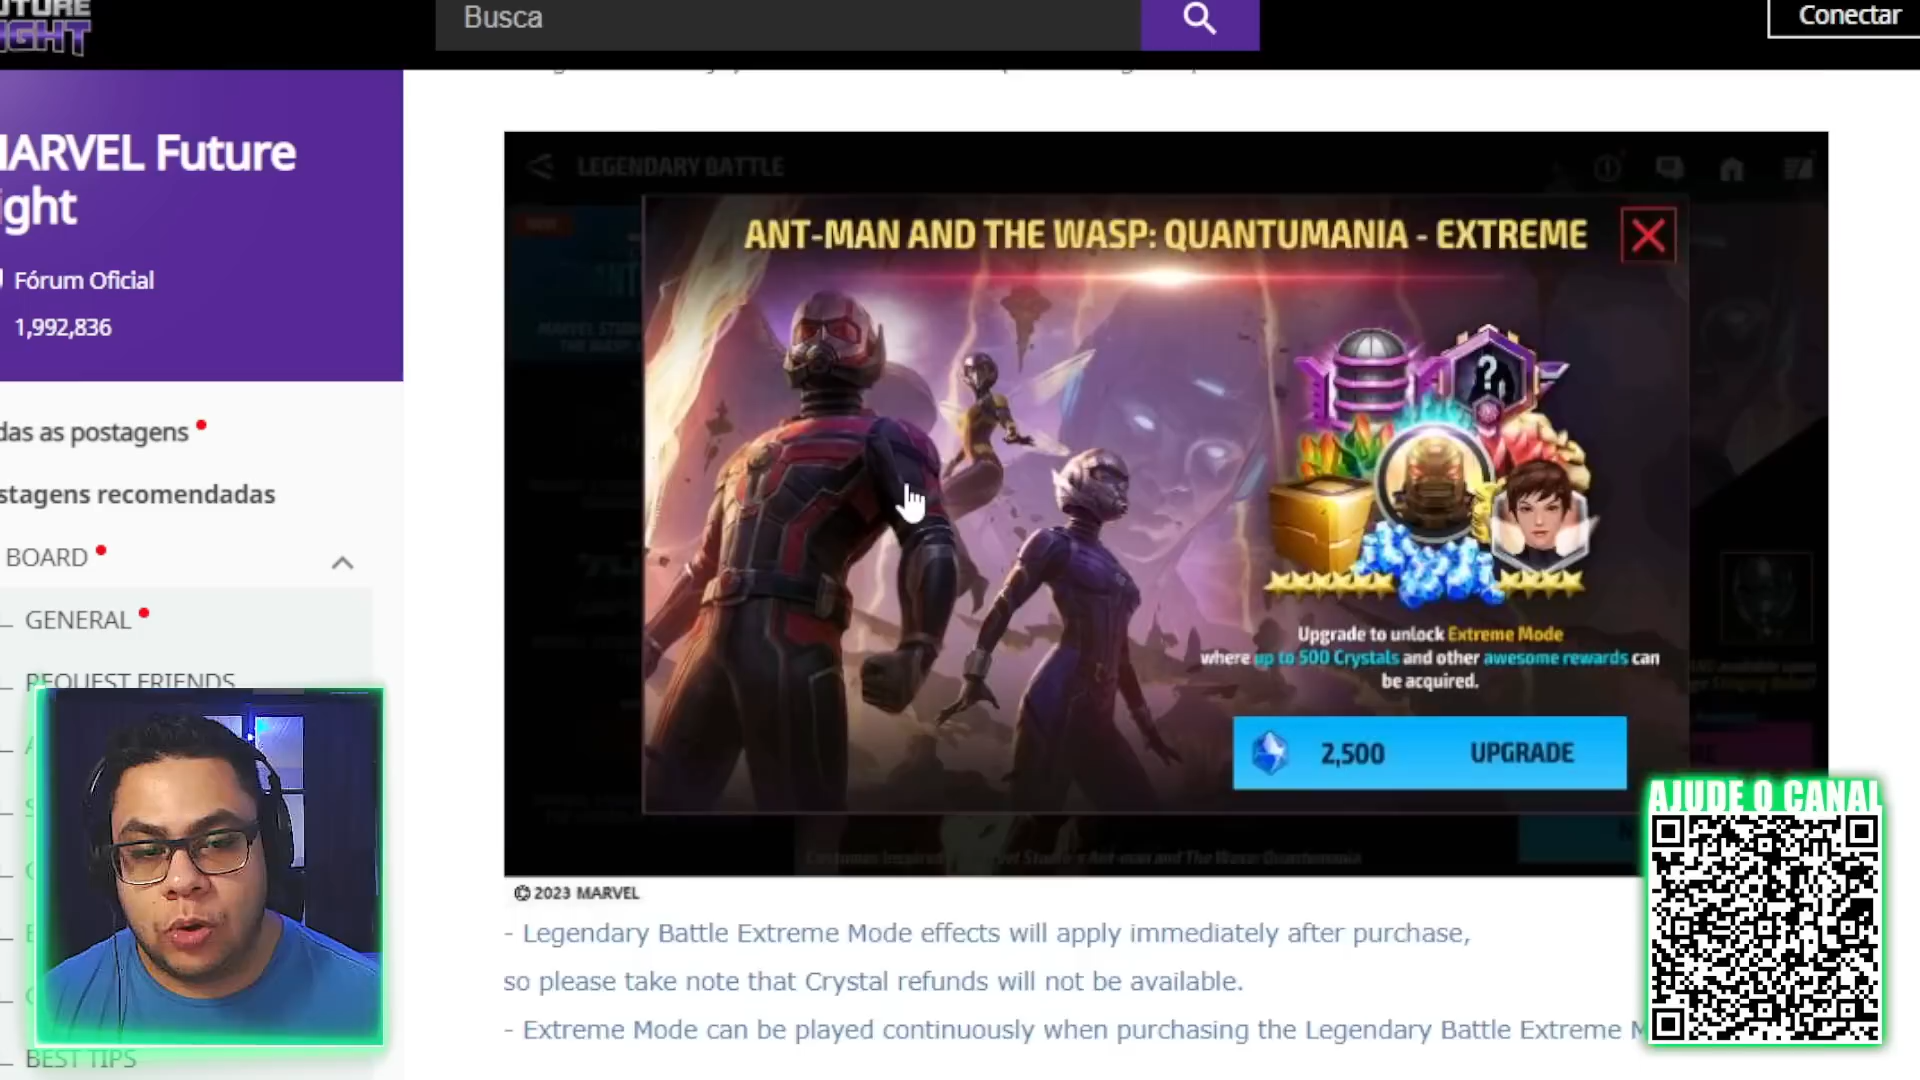 UTURE
IGHT
Busca
Conectar
MARVEL Future
ight
Fórum Oficial
1,992,836
das as postagens
stagens recomendadas
BOARD
GENERAL
REQUEST FRIENDS
BEST TIPS
LEGENDARY BATTLE
ANT-MAN AND THE WASP: QUANTUMANIA - EXTREME
Upgrade to unlock Extreme Mode
where up to 500 Crystals and other awesome rewards can
be acquired.
2,500 UPGRADE
© 2023 MARVEL
- Legendary Battle Extreme Mode effects will apply immediately after purchase,
so please take note that Crystal refunds will not be available.
- Extreme Mode can be played continuously when purchasing the Legendary Battle Extreme M
AJUDE O CANAL